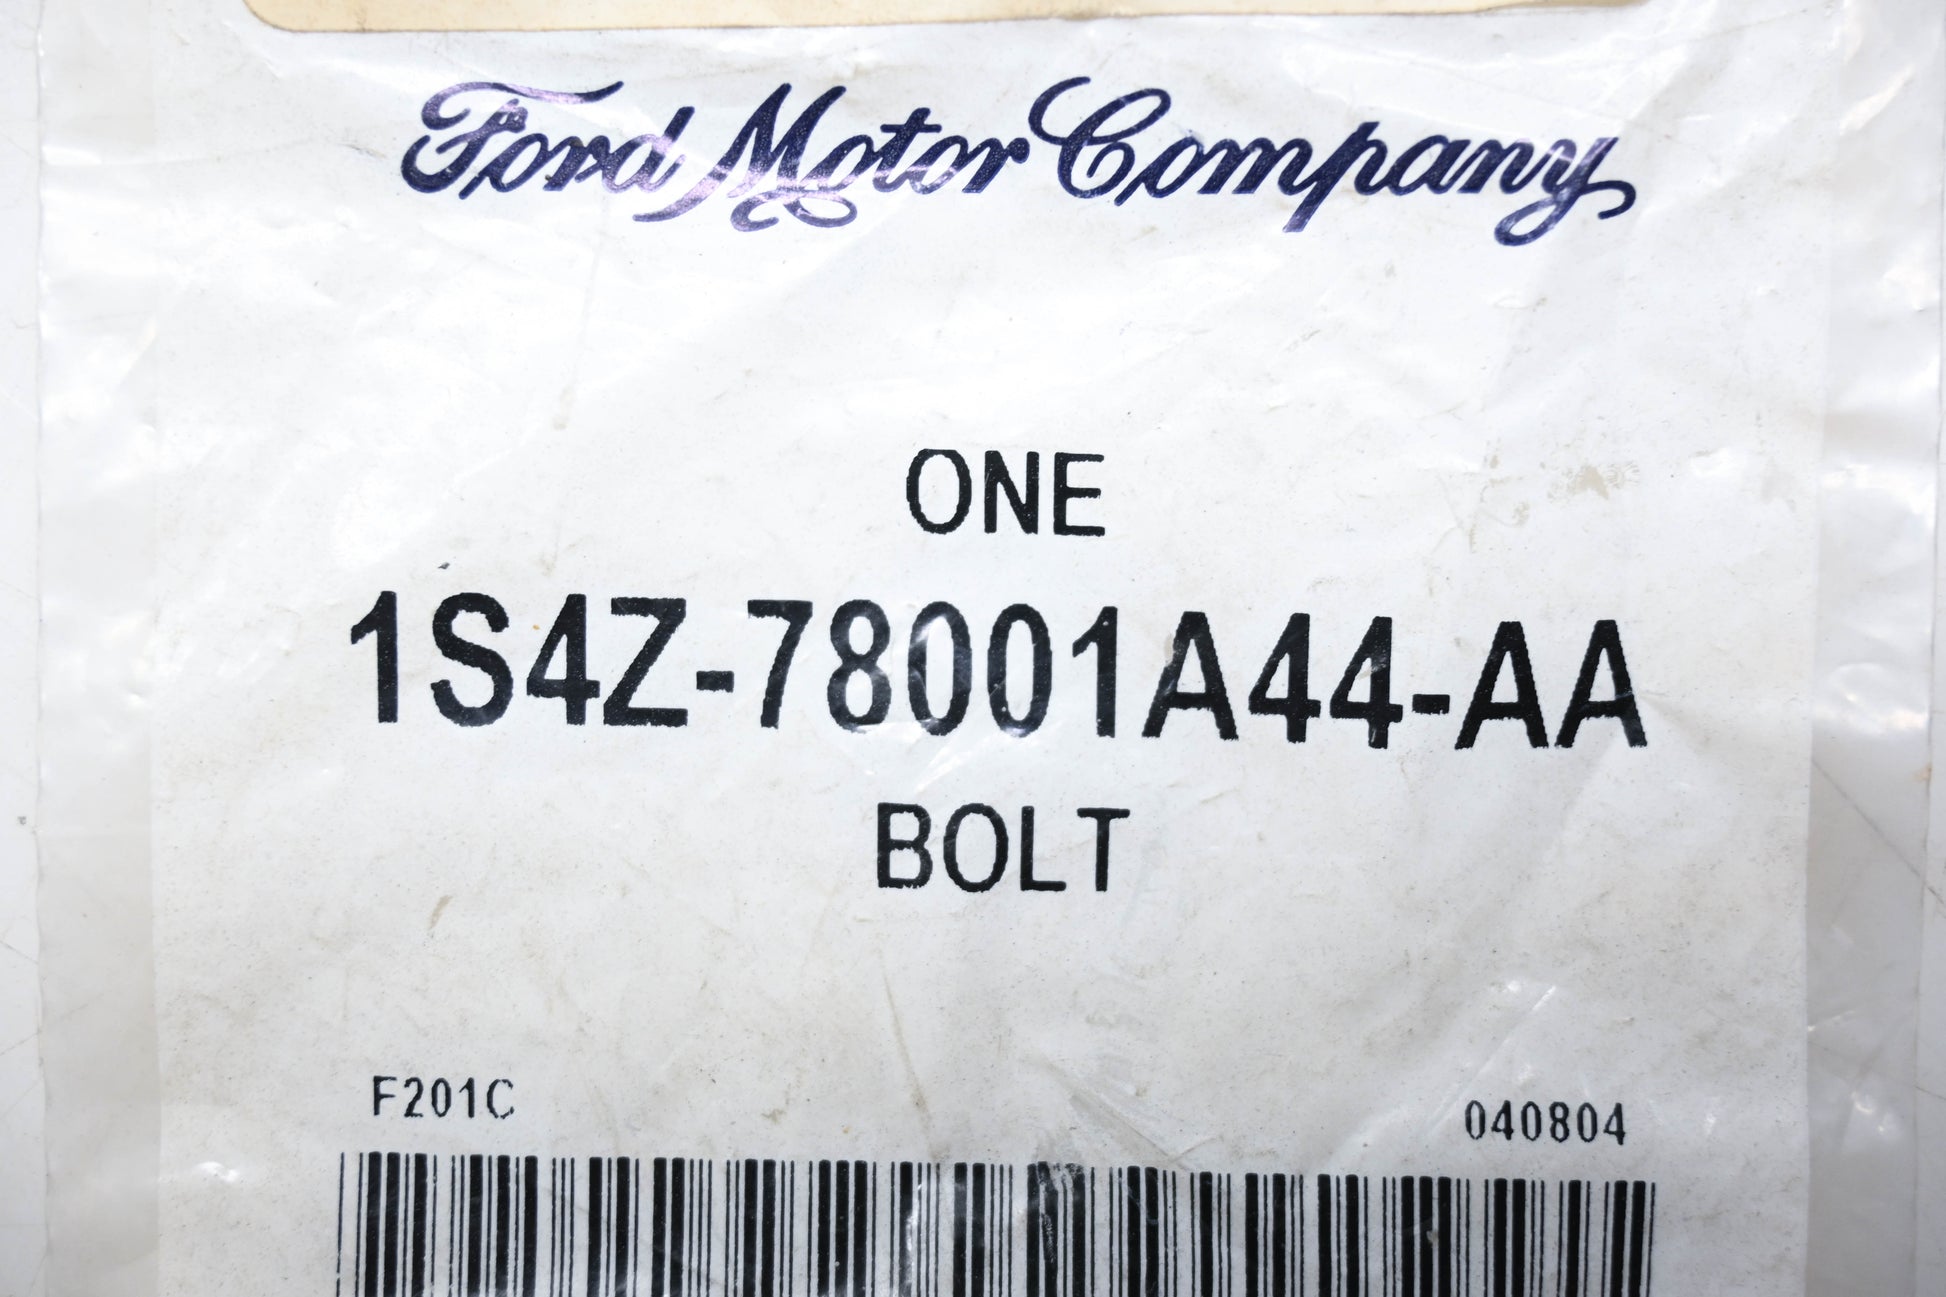 Ford Motor Company
ONE
1S4Z-78001A44-AA
BOLT
F201C
040804